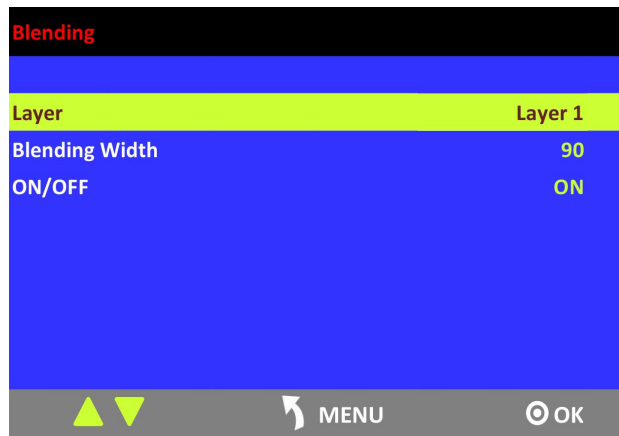 Blending
Layer Layer 1
Blending Width 90
ON/OFF ON
MENU OK